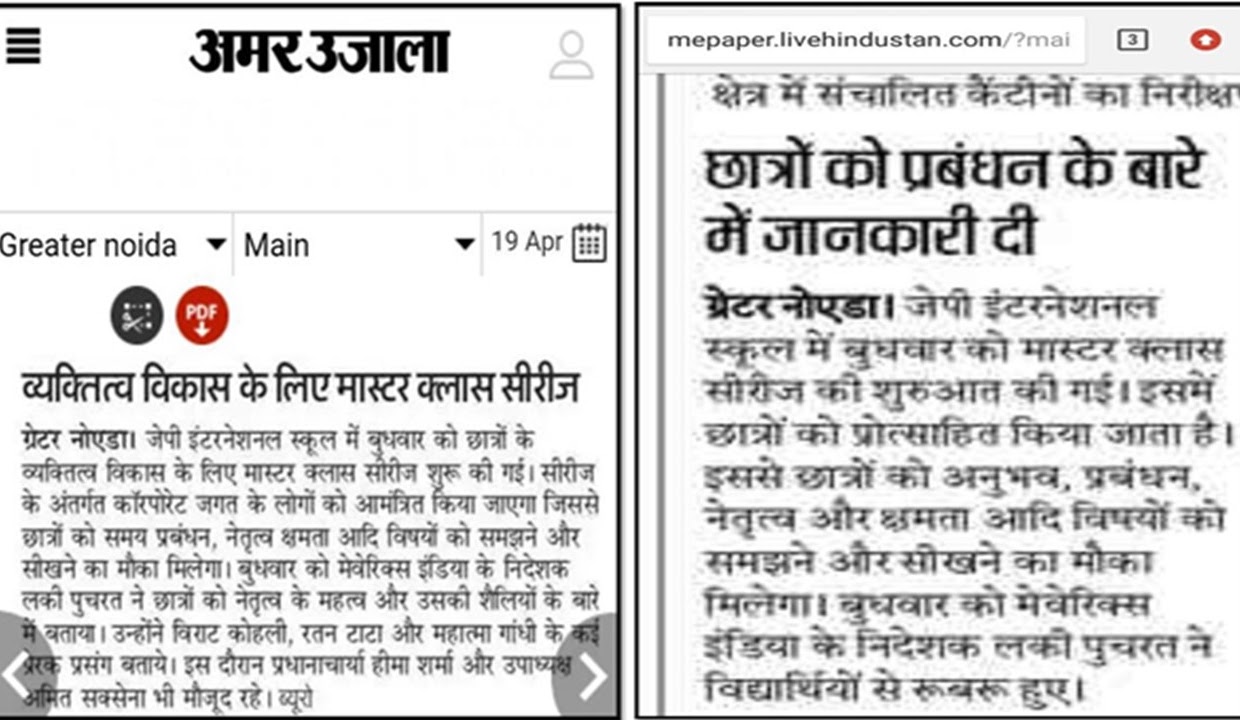 अमर उजाला
Greater noida
Main
19 Apr
PDF
व्यक्तित्व विकास के लिए मास्टर क्लास सीरीज
ग्रेटर नोएडा। जेपी इंटरनेशनल स्कूल में बुधवार को छात्रों के
व्यक्तित्व विकास के लिए मास्टर क्लास सीरीज शुरू की गई। सीरीज
के अंतर्गत कॉरपोरेट जगत के लोगों को आमंत्रित किया जाएगा जिससे
छात्रों को समय प्रबंधन, नेतृत्व क्षमता आदि विषयों को समझने और
सीखने का मौका मिलेगा। बुधवार को मेवेरिक्स इंडिया के निदेशक
लकी पुचरत ने छात्रों को नेतृत्व के महत्व और उसकी शैलियों के बारे
में बताया। उन्होंने विराट कोहली, रतन टाटा और महात्मा गांधी के कई
प्रेरक प्रसंग बताये। इस दौरान प्रधानाचार्या हीमा शर्मा और उपाध्यक्ष
अमित सक्सेना भी मौजूद रहे। ब्यूरो
mepaper.livehindustan.com/?mai
3
क्षेत्र में संचालित कैंटीनों का निरीक्षण
छात्रों को प्रबंधन के बारे
में जानकारी दी
ग्रेटर नोएडा। जेपी इंटरनेशनल
स्कूल में बुधवार को मास्टर क्लास
सीरीज की शुरुआत की गई। इसमें
छात्रों को प्रोत्साहित किया जाता है।
इससे छात्रों को अनुभव, प्रबंधन,
नेतृत्व और क्षमता आदि विषयों को
समझने और सीखने का मौका
मिलेगा। बुधवार को मेवेरिक्स
इंडिया के निदेशक लकी पुचरत ने
विद्यार्थियों से रूबरू हुए।